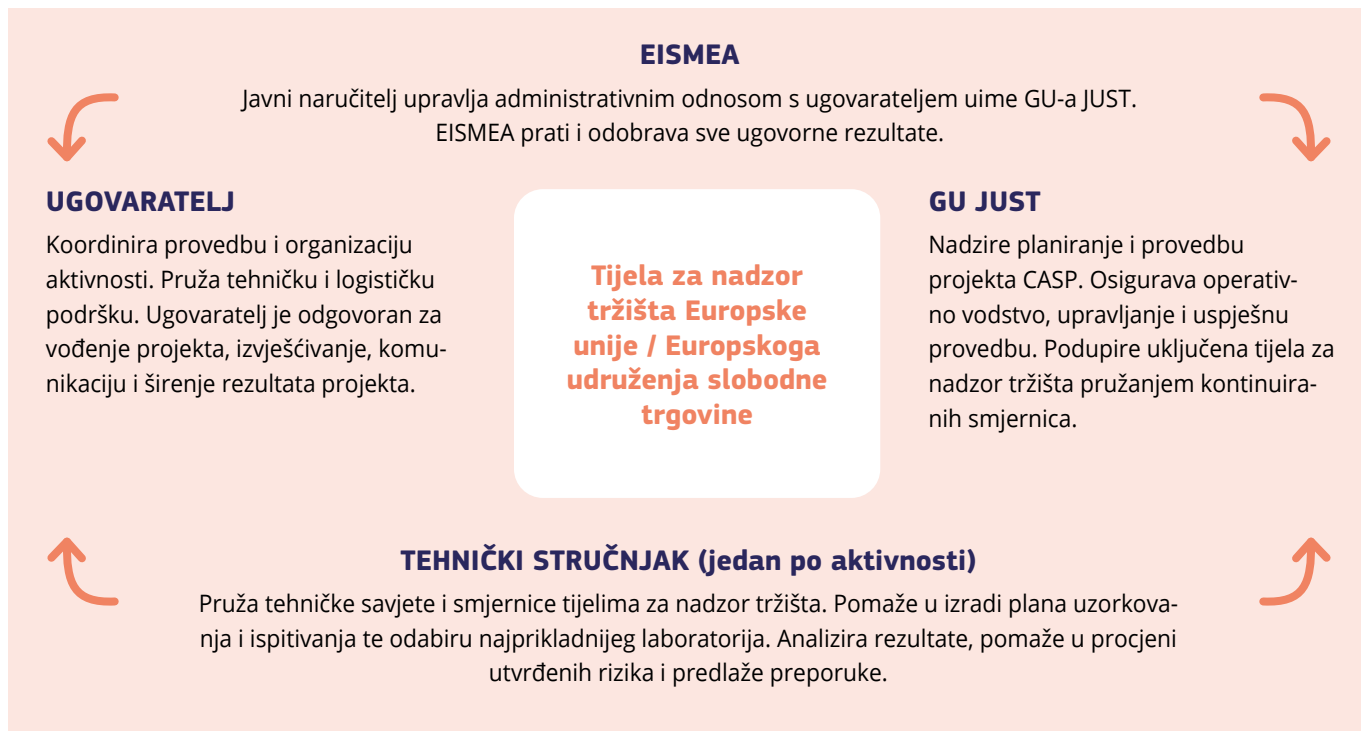 EISMEA
Javni naručitelj upravlja administrativnim odnosom s ugovarateljem uime GU-a JUST.
EISMEA prati i odobrava sve ugovorne rezultate.
UGOVARATELJ
Koordinira provedbu i organizaciju
aktivnosti. Pruža tehničku i logističku
podršku. Ugovaratelj je odgovoran za
vođenje projekta, izvješćivanje, komu-
nikaciju i širenje rezultata projekta.
Tijela za nadzor
tržišta Europske
unije / Europskoga
udruženja slobodne
trgovine
GU JUST
Nadzire planiranje i provedbu
projekta CASP. Osigurava operativ-
no vodstvo, upravljanje i uspješnu
provedbu. Podupire uključena tijela za
nadzor tržišta pružanjem kontinuira-
nih smjernica.
TEHNIČKI STRUČNJAK (jedan po aktivnosti)
Pruža tehničke savjete i smjernice tijelima za nadzor tržišta. Pomaže u izradi plana uzorkova-
nja i ispitivanja te odabiru najprikladnijeg laboratorija. Analizira rezultate, pomaže u procjeni
utvrđenih rizika i predlaže preporuke.